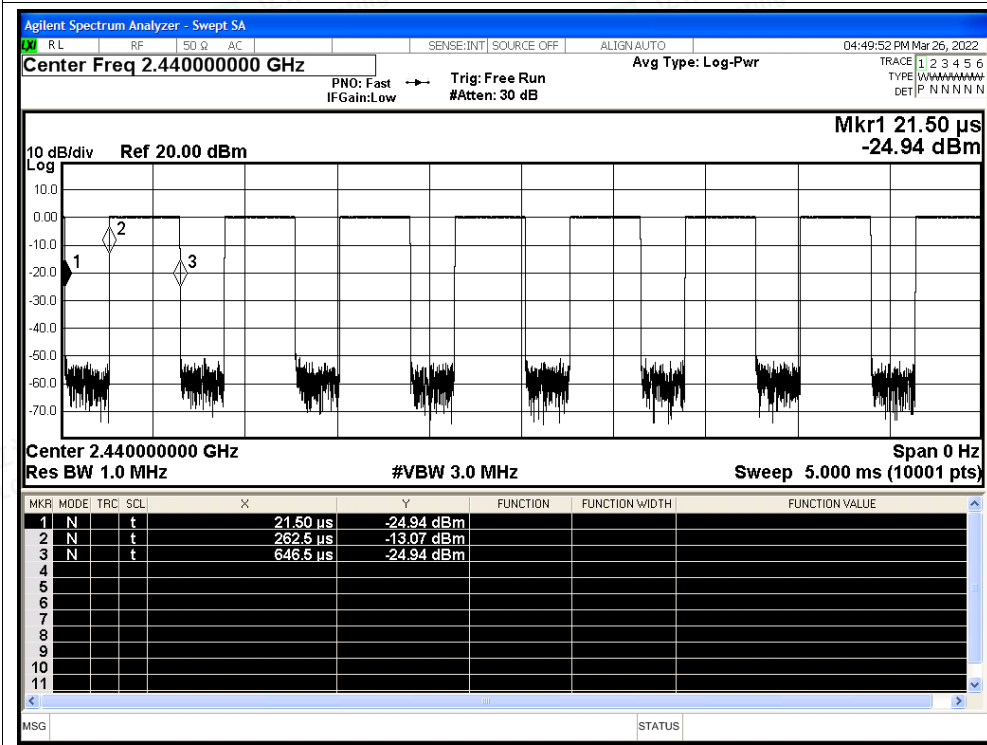 Agilent Spectrum Analyzer - Swept SA
LXI RL RF 50 Ω AC SENSE:INT SOURCE OFF ALIGN AUTO 04:49:52 PM Mar 26, 2022
Center Freq 2.440000000 GHz Avg Type: Log-Pwr TRACE 1 2 3 4 5 6
PNO: Fast Trig: Free Run TYPE
IFGain:Low #Atten: 30 dB DET P N N N N N
Mkr1 21.50 µs
10 dB/div Ref 20.00 dBm -24.94 dBm
Log
10.0
0.00
2
-10.0
1 3
-20.0
-30.0
-40.0
-50.0
-60.0
-70.0
Center 2.440000000 GHz Span 0 Hz
Res BW 1.0 MHz #VBW 3.0 MHz Sweep 5.000 ms (10001 pts)
MKR MODE TRC SCL X Y FUNCTION FUNCTION WIDTH FUNCTION VALUE
1 N t 21.50 µs -24.94 dBm
2 N t 262.5 µs -13.07 dBm
3 N t 646.5 µs -24.94 dBm
4
5
6
7
8
9
10
11
MSG STATUS